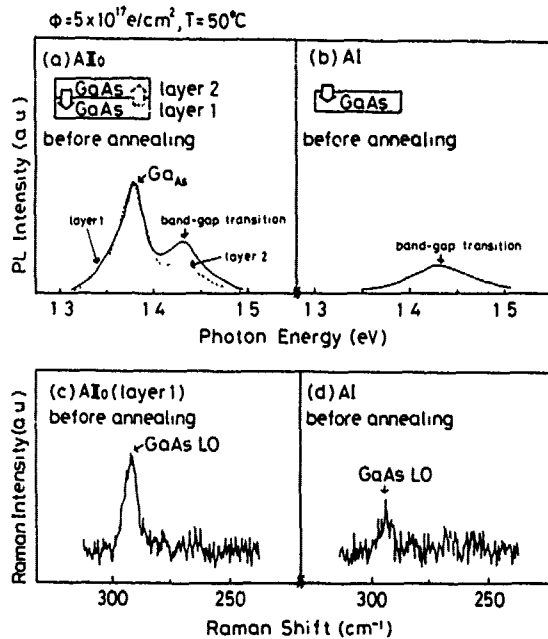 Φ=5×10¹⁷e/cm², T=50°C
(a) AII₀
GaAs layer 2
GaAs layer 1
before annealing
GaAs
layer 1
band-gap transition
layer 2
(b) AI
GaAs
before annealing
band-gap transition
PL Intensity (a u)
1 3 1.4 1.5 1.3 1.4 1.5
Photon Energy (eV)
(c) AII₀ (layer 1)
before annealing
GaAs LO
(d) AI
before annealing
GaAs LO
Raman Intensity (a u)
300 250 300 250
Raman Shift (cm⁻¹)